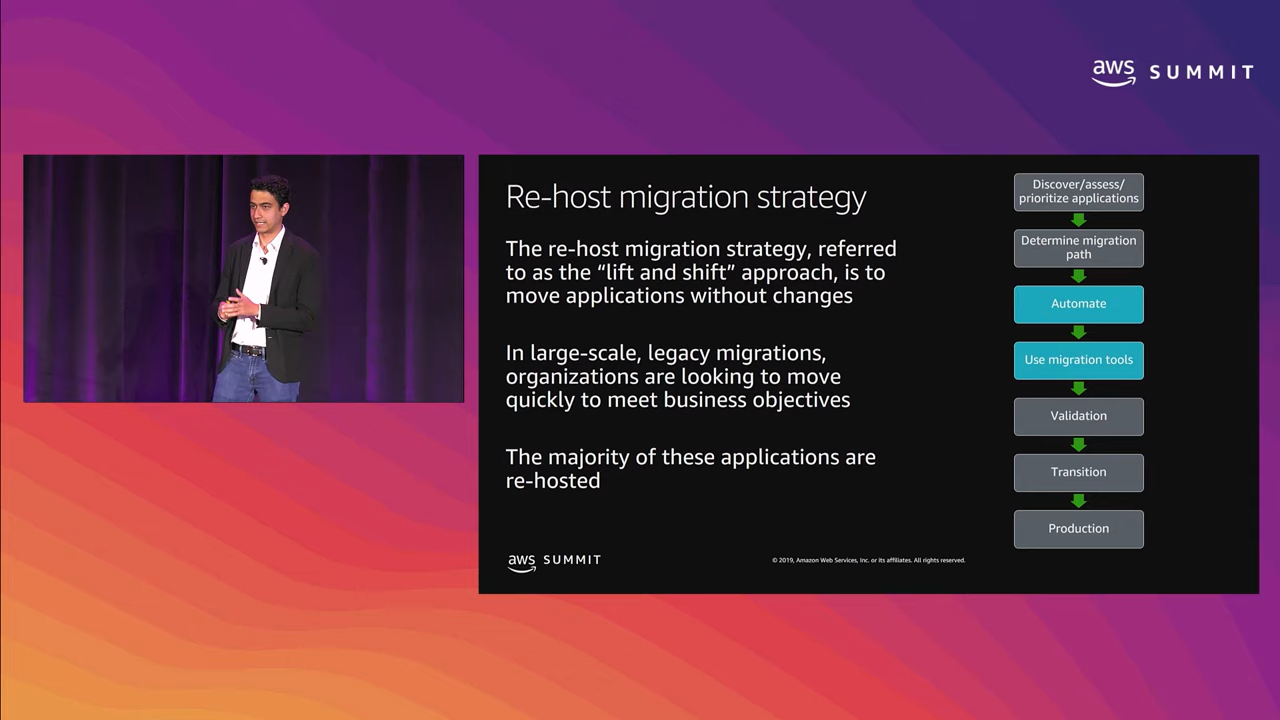 aws SUMMIT
Re-host migration strategy
The re-host migration strategy, referred
to as the “lift and shift” approach, is to
move applications without changes
In large-scale, legacy migrations,
organizations are looking to move
quickly to meet business objectives
The majority of these applications are
re-hosted
Discover/assess/
prioritize applications
Determine migration
path
Automate
Use migration tools
Validation
Transition
Production
aws SUMMIT
© 2019, Amazon Web Services, Inc. or its affiliates. All rights reserved.